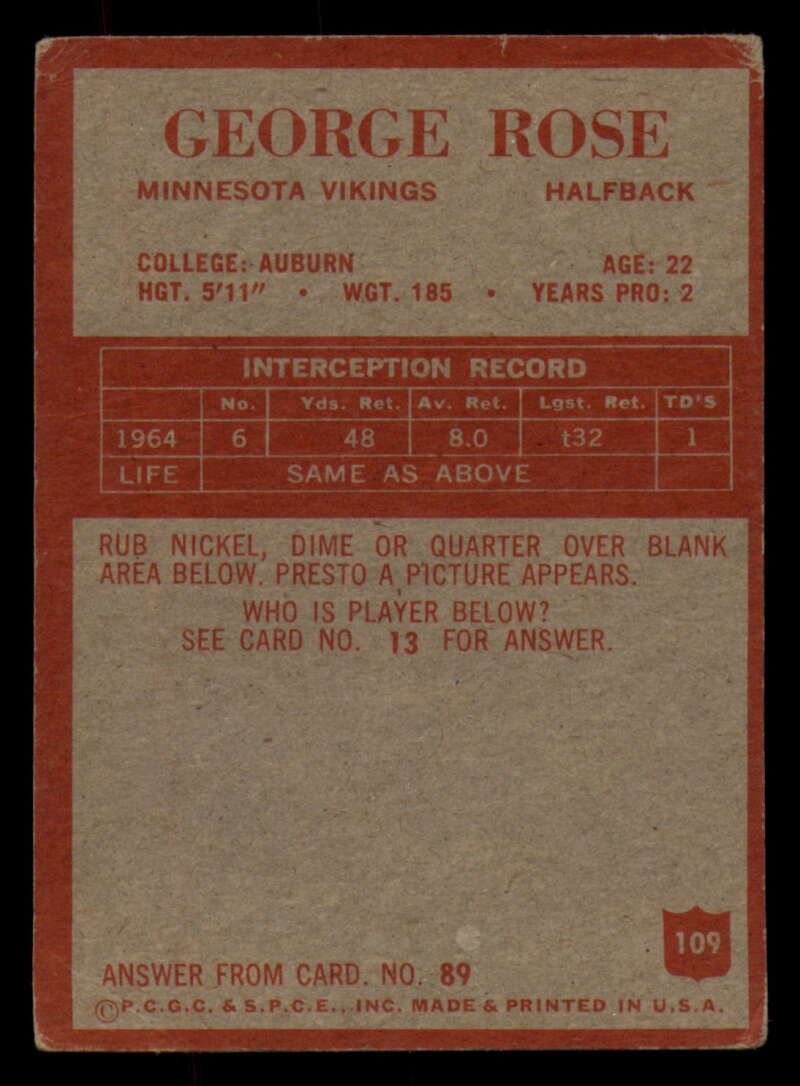 GEORGE ROSE
MINNESOTA VIKINGS HALFBACK
COLLEGE: AUBURN AGE: 22
HGT. 5'11" • WGT. 185 • YEARS PRO: 2
INTERCEPTION RECORD
No. Yds. Ret. Av. Ret. Lgst. Ret. TD'S
1964 6 48 8.0 t32 1
LIFE SAME AS ABOVE
RUB NICKEL, DIME OR QUARTER OVER BLANK
AREA BELOW. PRESTO A PICTURE APPEARS.
WHO IS PLAYER BELOW?
SEE CARD NO. 13 FOR ANSWER.
109
ANSWER FROM CARD. NO. 89
©P.C.G.C. & S.P.C.E., INC. MADE & PRINTED IN U.S.A.